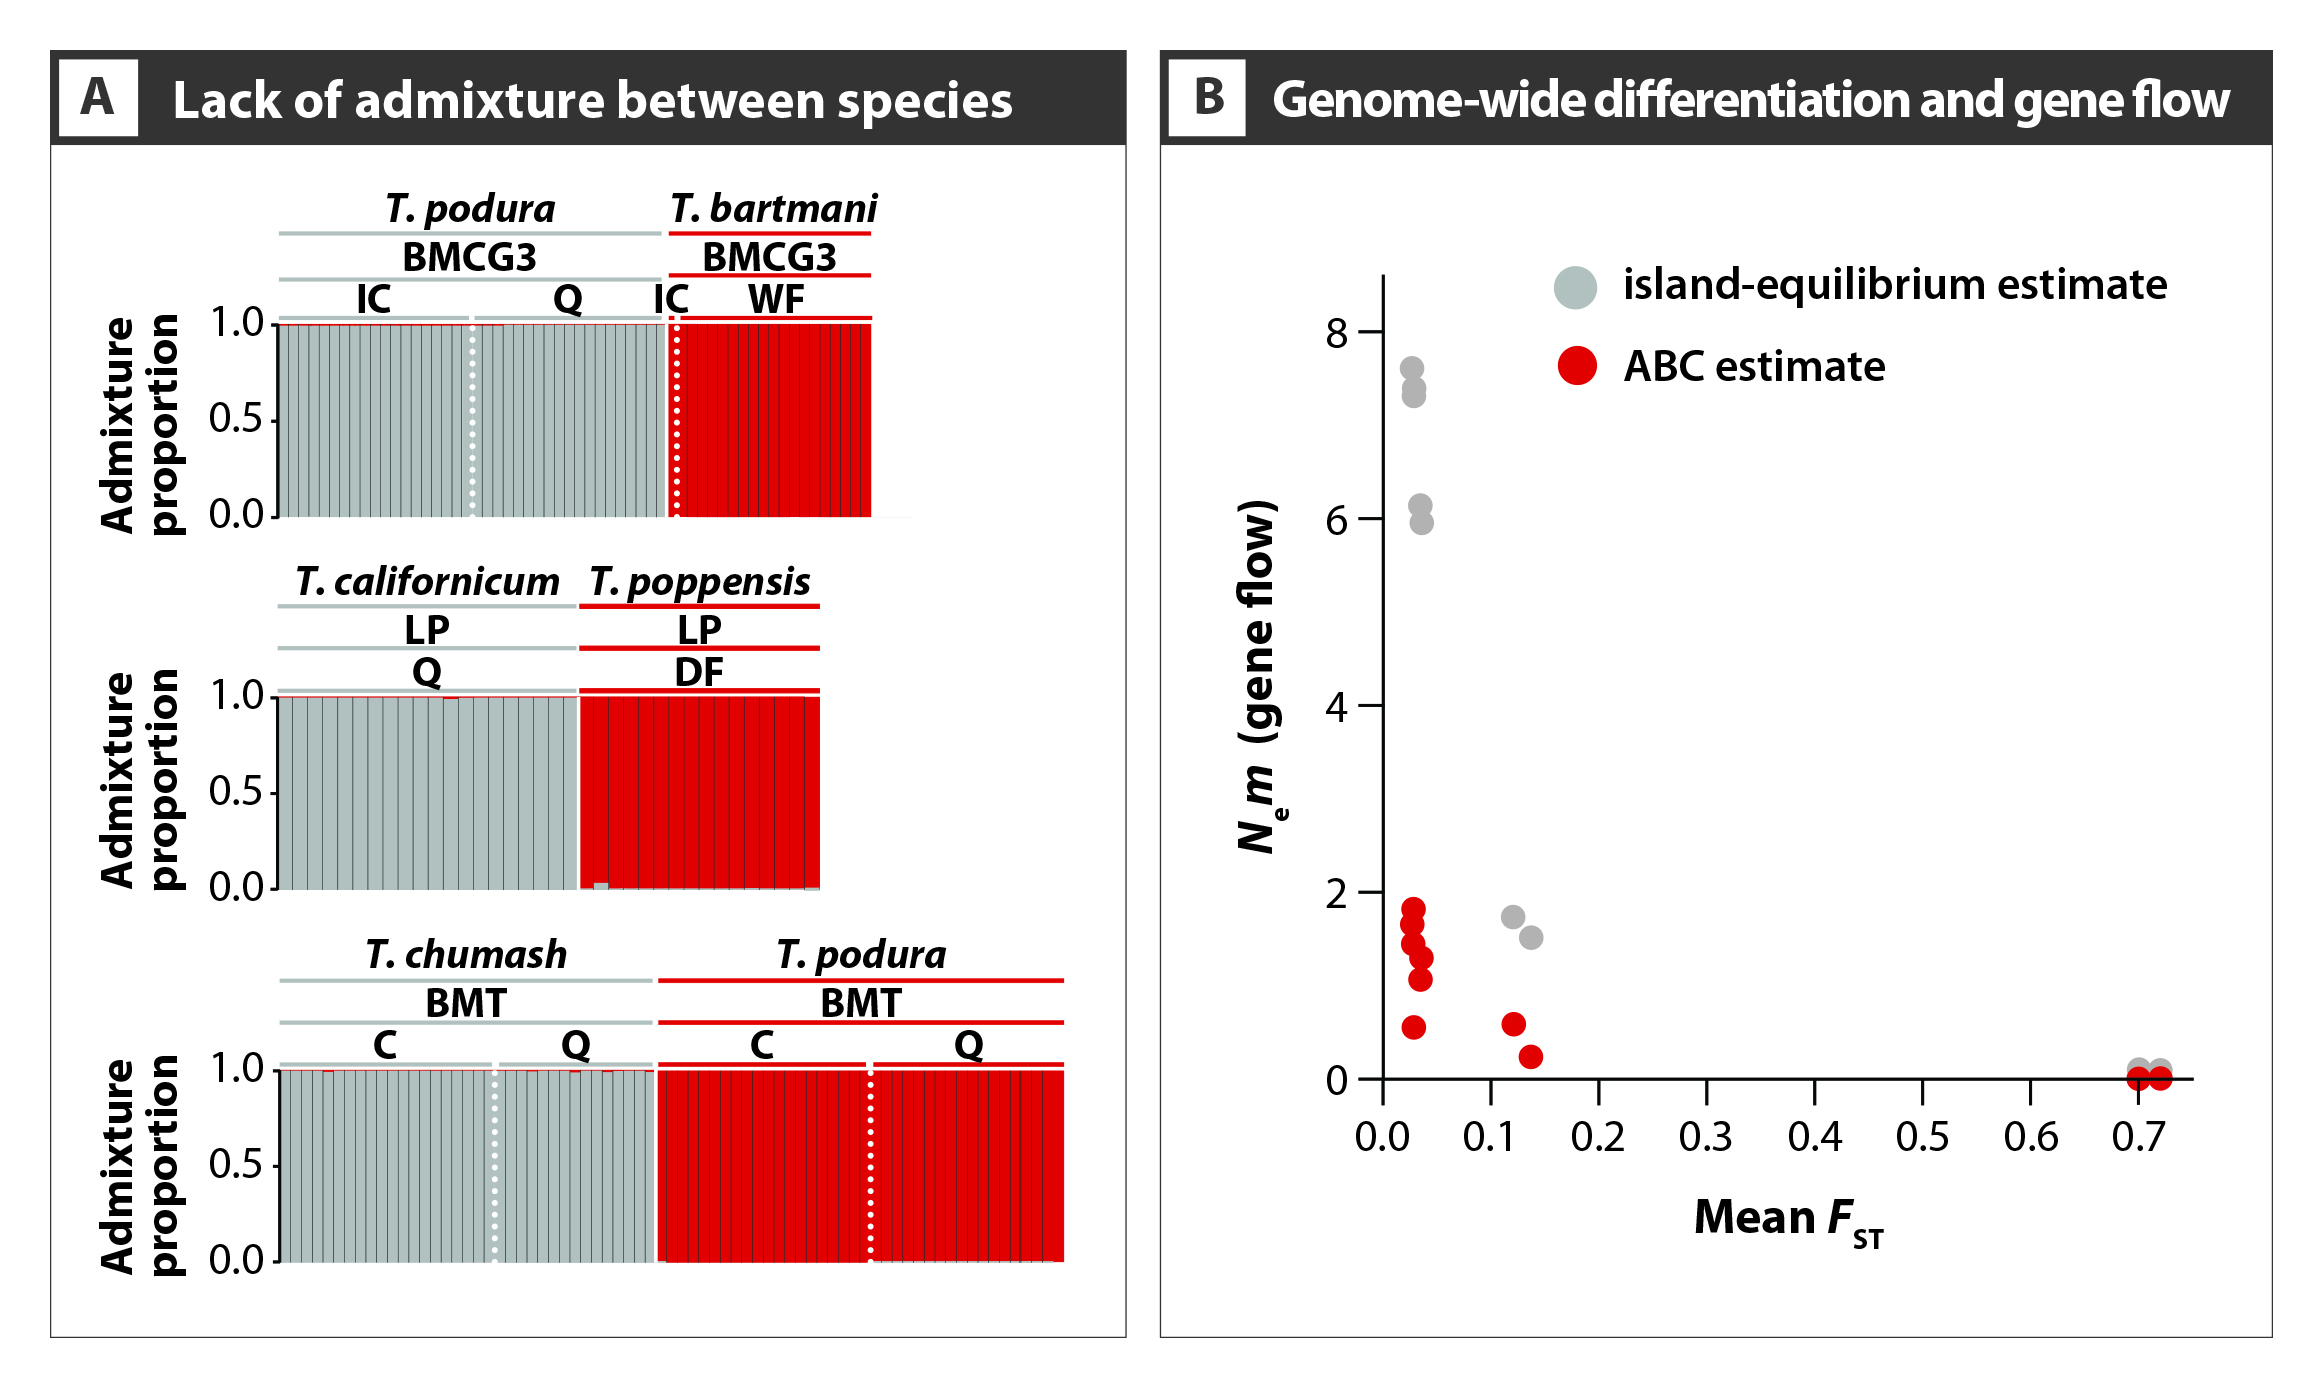 A Lack of admixture between species
T. podura T. bartmani
BMCG3 BMCG3
IC Q IC WF
Admixture
proportion
1.0
0.5
0.0
T. californicum T. poppensis
LP LP
Q DF
Admixture
proportion
1.0
0.5
0.0
T. chumash T. podura
BMT BMT
C Q C Q
Admixture
proportion
1.0
0.5
0.0
B Genome-wide differentiation and gene flow
island-equilibrium estimate
ABC estimate
Nem (gene flow)
8
6
4
2
0
0.0 0.1 0.2 0.3 0.4 0.5 0.6 0.7
Mean FST